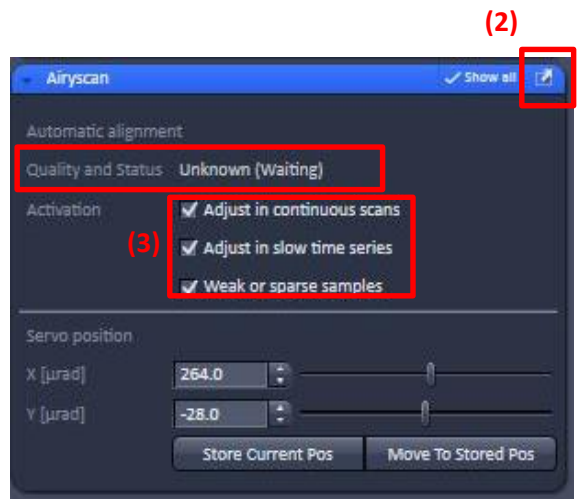 (2)
Airyscan Show all
Automatic alignment
Quality and Status Unknown (Waiting)
Activation Adjust in continuous scans
(3) Adjust in slow time series
Weak or sparse samples
Servo position
X [µrad] 264.0
Y [µrad] -28.0
Store Current Pos Move To Stored Pos